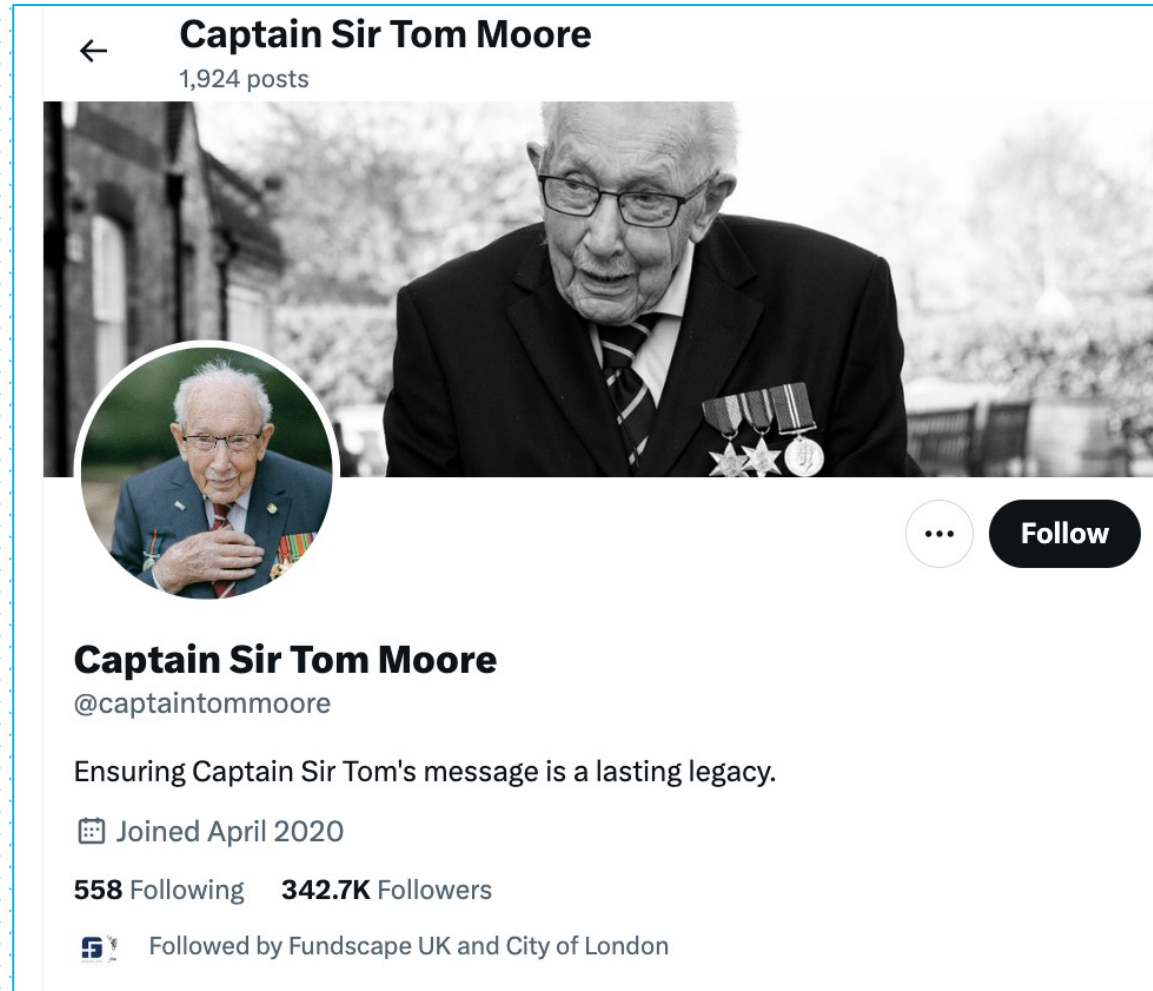 Captain Sir Tom Moore
1,924 posts
Follow
Captain Sir Tom Moore
@captaintommoore
Ensuring Captain Sir Tom's message is a lasting legacy.
Joined April 2020
558 Following 342.7K Followers
Followed by Fundscape UK and City of London